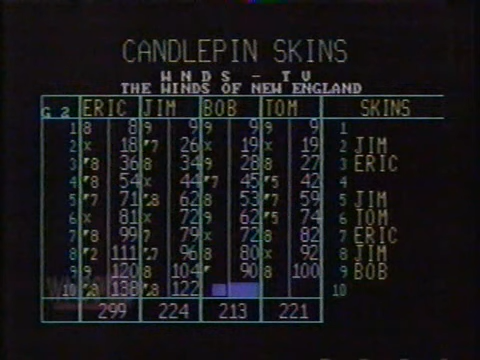 CANDLEPIN SKINS
WNDS - TV
THE WINDS OF NEW ENGLAND
G 2 ERIC JIM BOB TOM SKINS
1 8 8 9 9 9 9 9 9 1
2 x 18 7 26 x 19 x 19 2 JIM
3 8 36 8 34 9 28 8 27 3 ERIC
4 8 54 x 44 7 45 5 42 4
5 7 71 8 62 8 53 7 59 5 JIM
6 x 81 x 72 9 62 5 74 6 TOM
7 8 99 7 79 x 72 8 82 7 ERIC
8 2 111 7 96 8 80 x 92 8 JIM
9 9 120 8 104 90 8 100 9 BOB
10 8 138 8 122 10
299 224 213 221